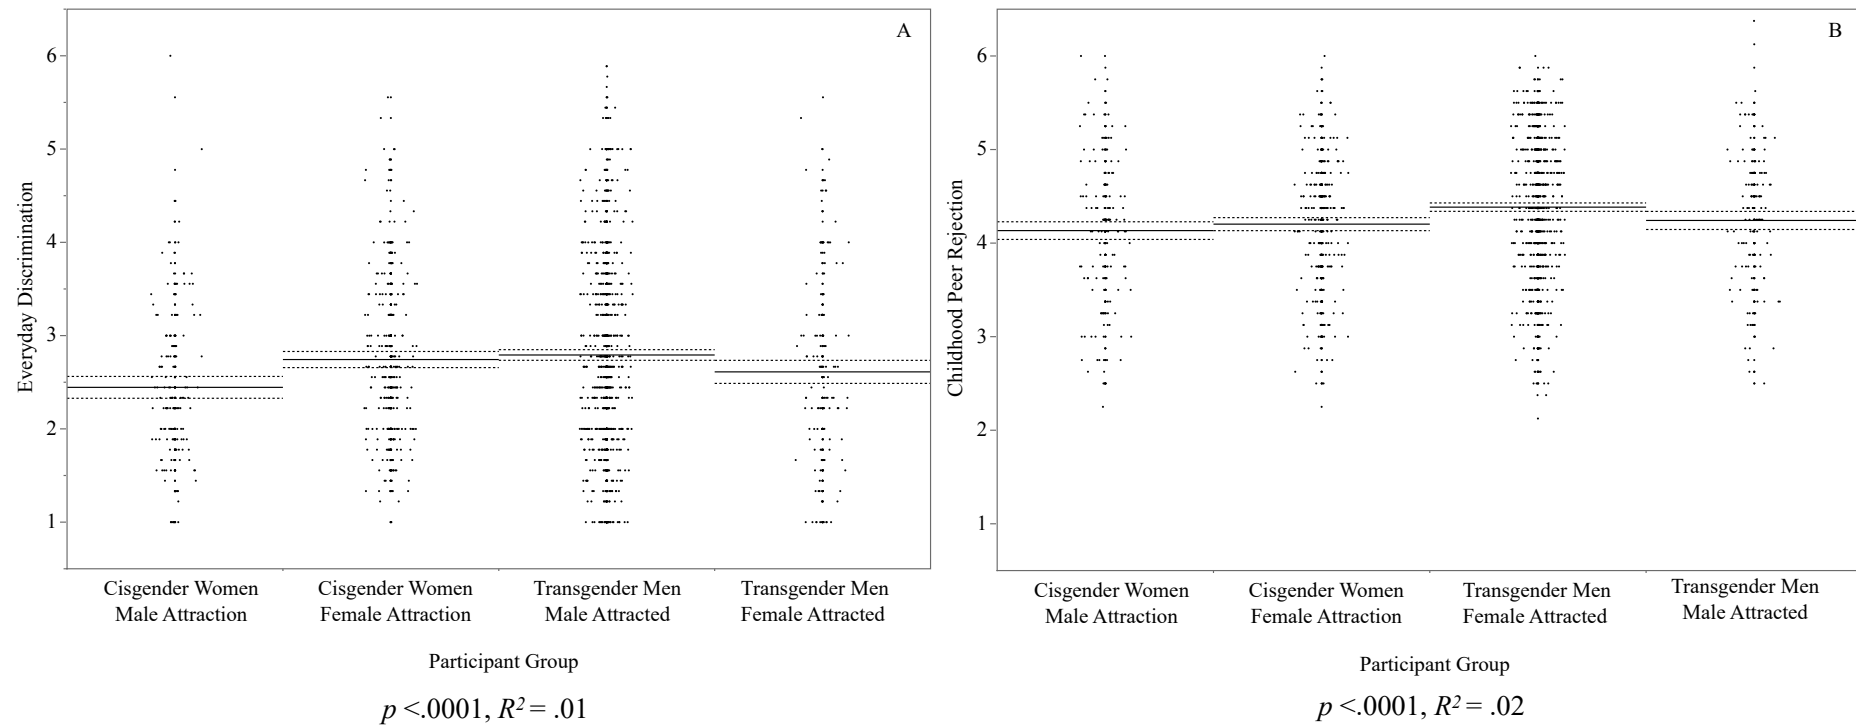 A
Everyday Discrimination
6
5
4
3
2
1
Cisgender Women
Male Attraction
Cisgender Women
Female Attraction
Transgender Men
Male Attracted
Transgender Men
Female Attracted
Participant Group
p <.0001, R² = .01
B
Childhood Peer Rejection
6
5
4
3
2
1
Cisgender Women
Male Attraction
Cisgender Women
Female Attraction
Transgender Men
Female Attracted
Transgender Men
Male Attracted
Participant Group
p <.0001, R² = .02